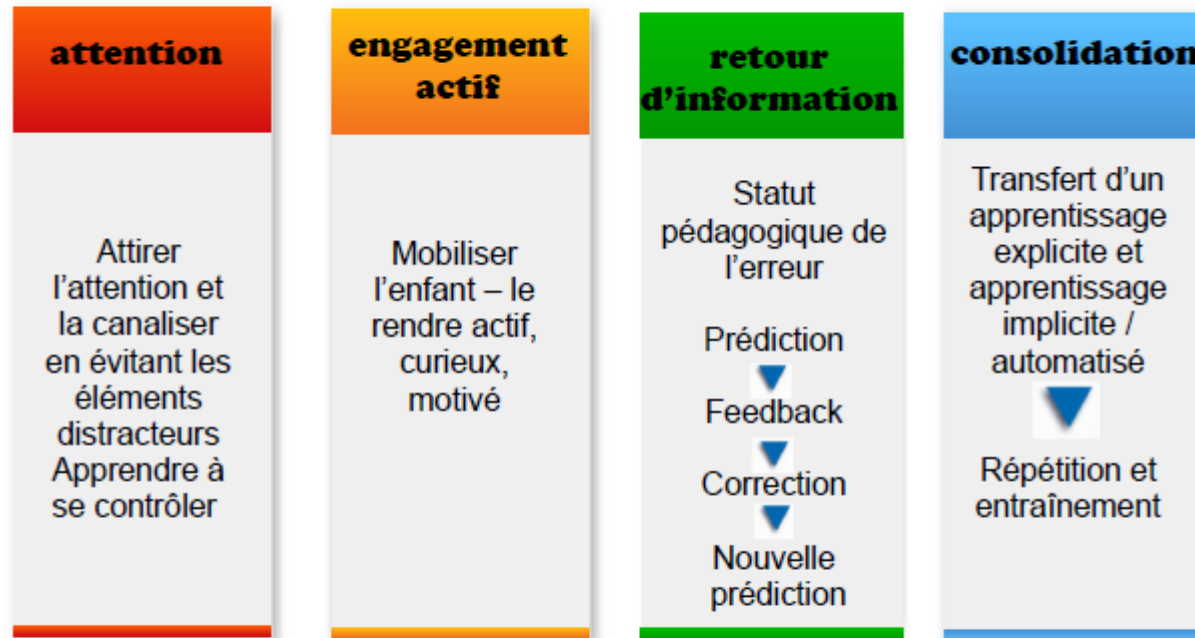 attention
Attirer
l'attention et
la canaliser
en évitant les
éléments
distracteurs
Apprendre à
se contrôler
engagement
actif
Mobiliser
l'enfant – le
rendre actif,
curieux,
motivé
retour
d'information
Statut
pédagogique de
l'erreur
Prédiction
Feedback
Correction
Nouvelle
prédiction
consolidation
Transfert d'un
apprentissage
explicite et
apprentissage
implicite /
automatisé
Répétition et
entraînement